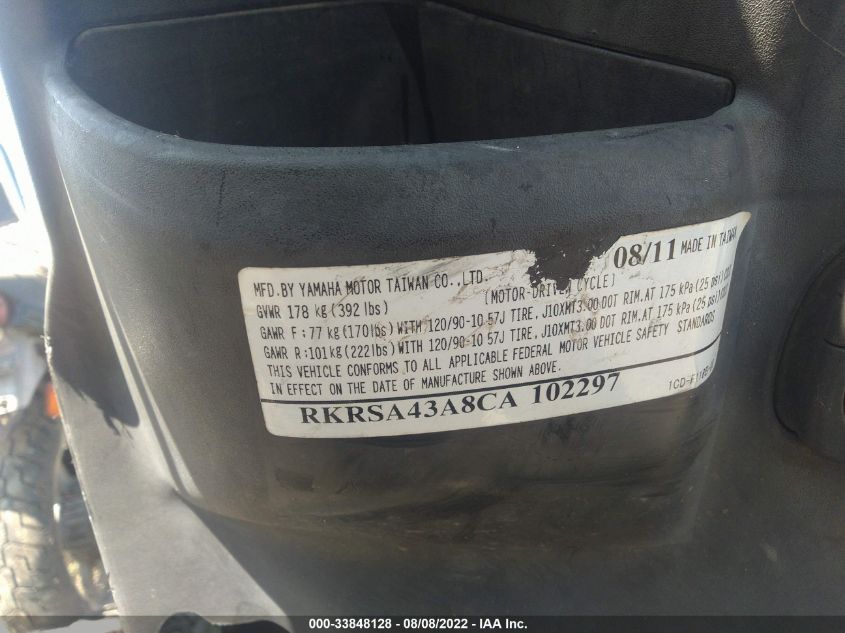 08/11 MADE IN TAIWAN
MFD.BY YAMAHA MOTOR TAIWAN CO.,LTD
[MOTOR-DRIVEN CYCLE]
GVWR 178 kg (392 lbs)
GAWR F : 77 kg (170 lbs) WITH 120/90-10 57J TIRE, J10XMT3.00 DOT RIM.AT 175 kPa (25 psi)
GAWR R : 101 kg (222 lbs) WITH 120/90-10 57J TIRE, J10XMT3.00 DOT RIM.AT 175 kPa (25 psi)
THIS VEHICLE CONFORMS TO ALL APPLICABLE FEDERAL MOTOR VEHICLE SAFETY STANDARDS
IN EFFECT ON THE DATE OF MANUFACTURE SHOWN ABOVE.
RKRSA43A8CA 102297
000-33848128 - 08/08/2022 - IAA Inc.